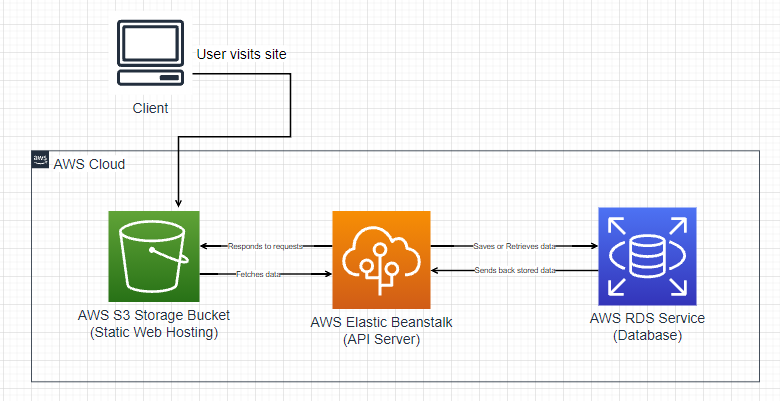 User visits site
Client
aws
AWS Cloud
Responds to requests
Saves or Retrieves data
Fetches data
Sends back stored data
AWS S3 Storage Bucket
(Static Web Hosting)
AWS Elastic Beanstalk
(API Server)
AWS RDS Service
(Database)